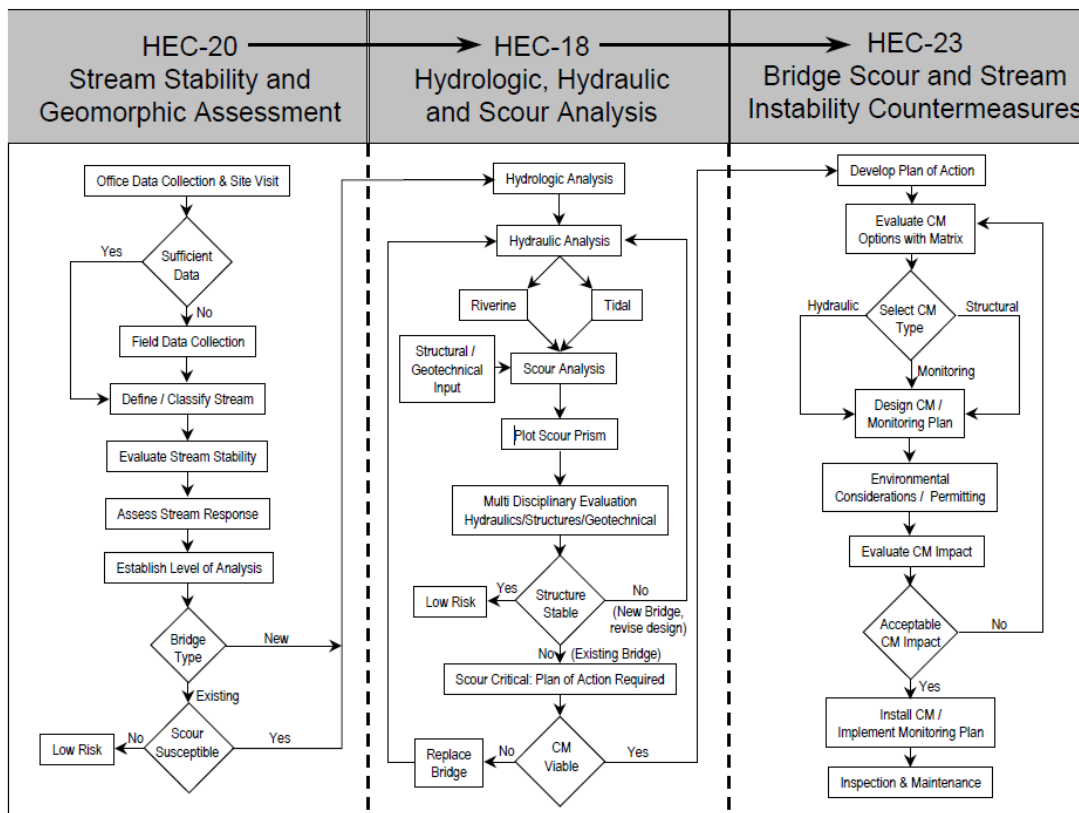 HEC-20
Stream Stability and
Geomorphic Assessment
HEC-18
Hydrologic, Hydraulic
and Scour Analysis
HEC-23
Bridge Scour and Stream
Instability Countermeasures
Office Data Collection & Site Visit
Yes
Sufficient
Data
No
Field Data Collection
Define / Classify Stream
Evaluate Stream Stability
Assess Stream Response
Establish Level of Analysis
Bridge
Type
New
Existing
Low Risk
No
Scour
Susceptible
Yes
Hydrologic Analysis
Hydraulic Analysis
Riverine
Tidal
Structural /
Geotechnical
Input
Scour Analysis
Plot Scour Prism
Multi Disciplinary Evaluation
Hydraulics/Structures/Geotechnical
Low Risk
Yes
Structure
Stable
No
(New Bridge,
revise design)
No (Existing Bridge)
Scour Critical: Plan of Action Required
Replace
Bridge
No
CM
Viable
Yes
Develop Plan of Action
Evaluate CM
Options with Matrix
Hydraulic
Select CM
Type
Structural
Monitoring
Design CM /
Monitoring Plan
Environmental
Considerations / Permitting
Evaluate CM Impact
Acceptable
CM Impact
No
Yes
Install CM /
Implement Monitoring Plan
Inspection & Maintenance